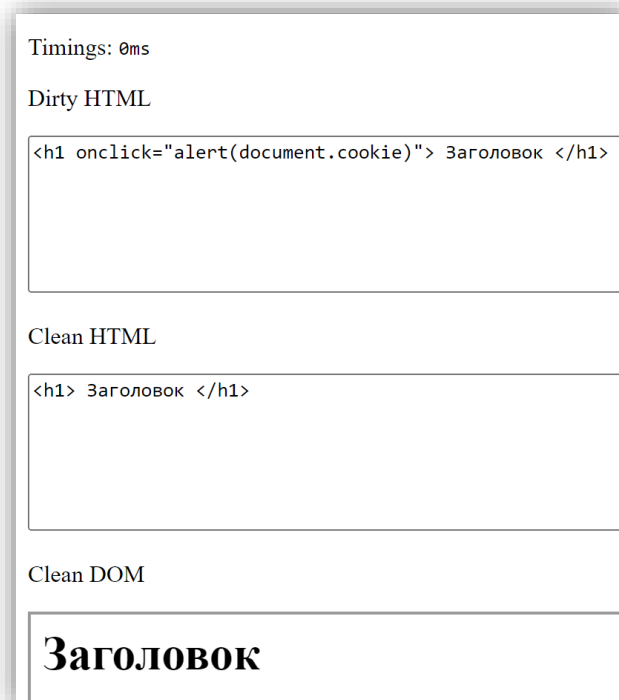 Timings: 0ms
Dirty HTML
<h1 onclick="alert(document.cookie)"> Заголовок </h1>
Clean HTML
<h1> Заголовок </h1>
Clean DOM
Заголовок